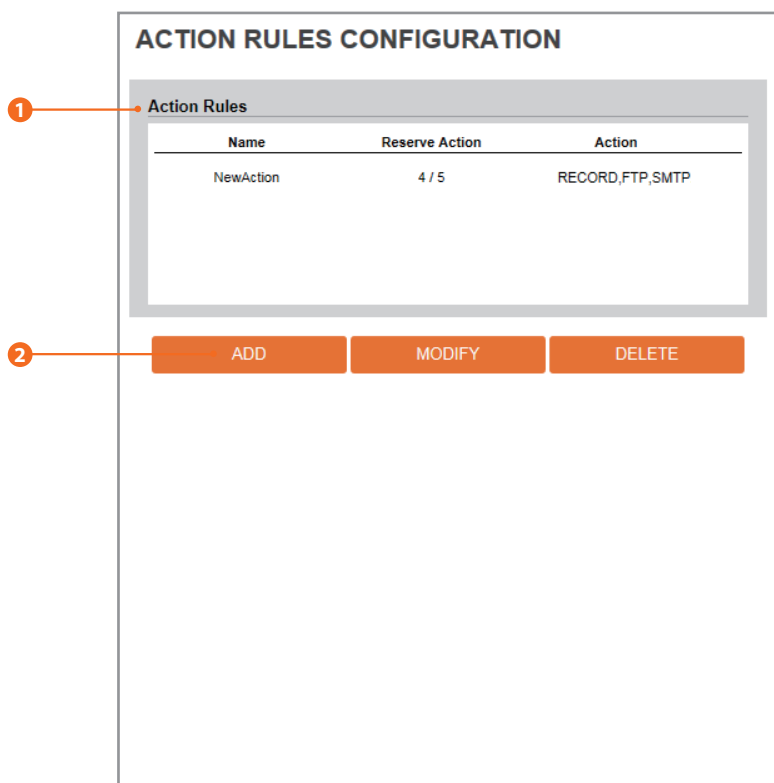 ACTION RULES CONFIGURATION
1
Action Rules
Name Reserve Action Action
NewAction 4 / 5 RECORD,FTP,SMTP
2
ADD MODIFY DELETE